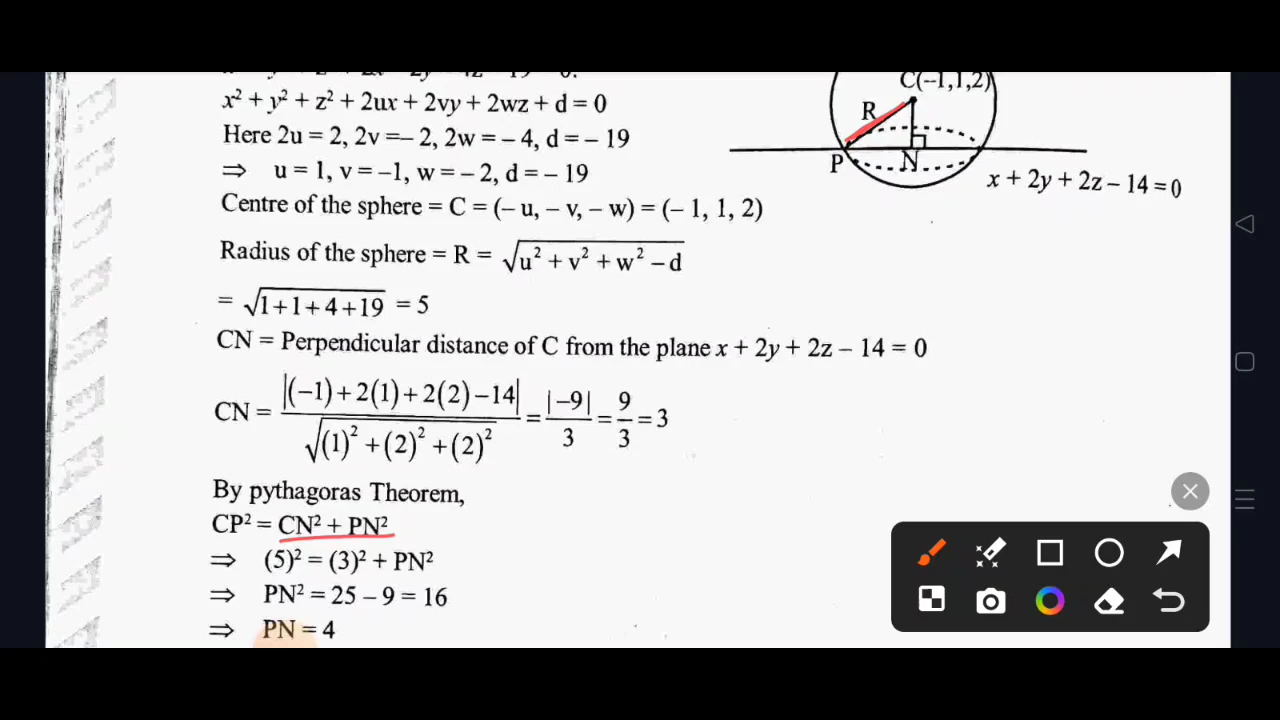 x² + y² + z² + 2ux + 2vy + 2wz + d = 0
Here 2u = 2, 2v =– 2, 2w = – 4, d = – 19
⇒ u = 1, v = –1, w = – 2, d = – 19
Centre of the sphere = C = (– u, – v, – w) = (– 1, 1, 2)
Radius of the sphere = R = √(u² + v² + w² – d)
= √(1+1+4+19) = 5
CN = Perpendicular distance of C from the plane x + 2y + 2z – 14 = 0
CN = |(–1)+2(1)+2(2)–14| / √((1)² +(2)² +(2)²) = |–9|/3 = 9/3 = 3
By pythagoras Theorem,
CP² = CN² + PN²
⇒ (5)² = (3)² + PN²
⇒ PN² = 25 – 9 = 16
⇒ PN = 4
C(–1,1,2)
R
P
N
x + 2y + 2z – 14 = 0